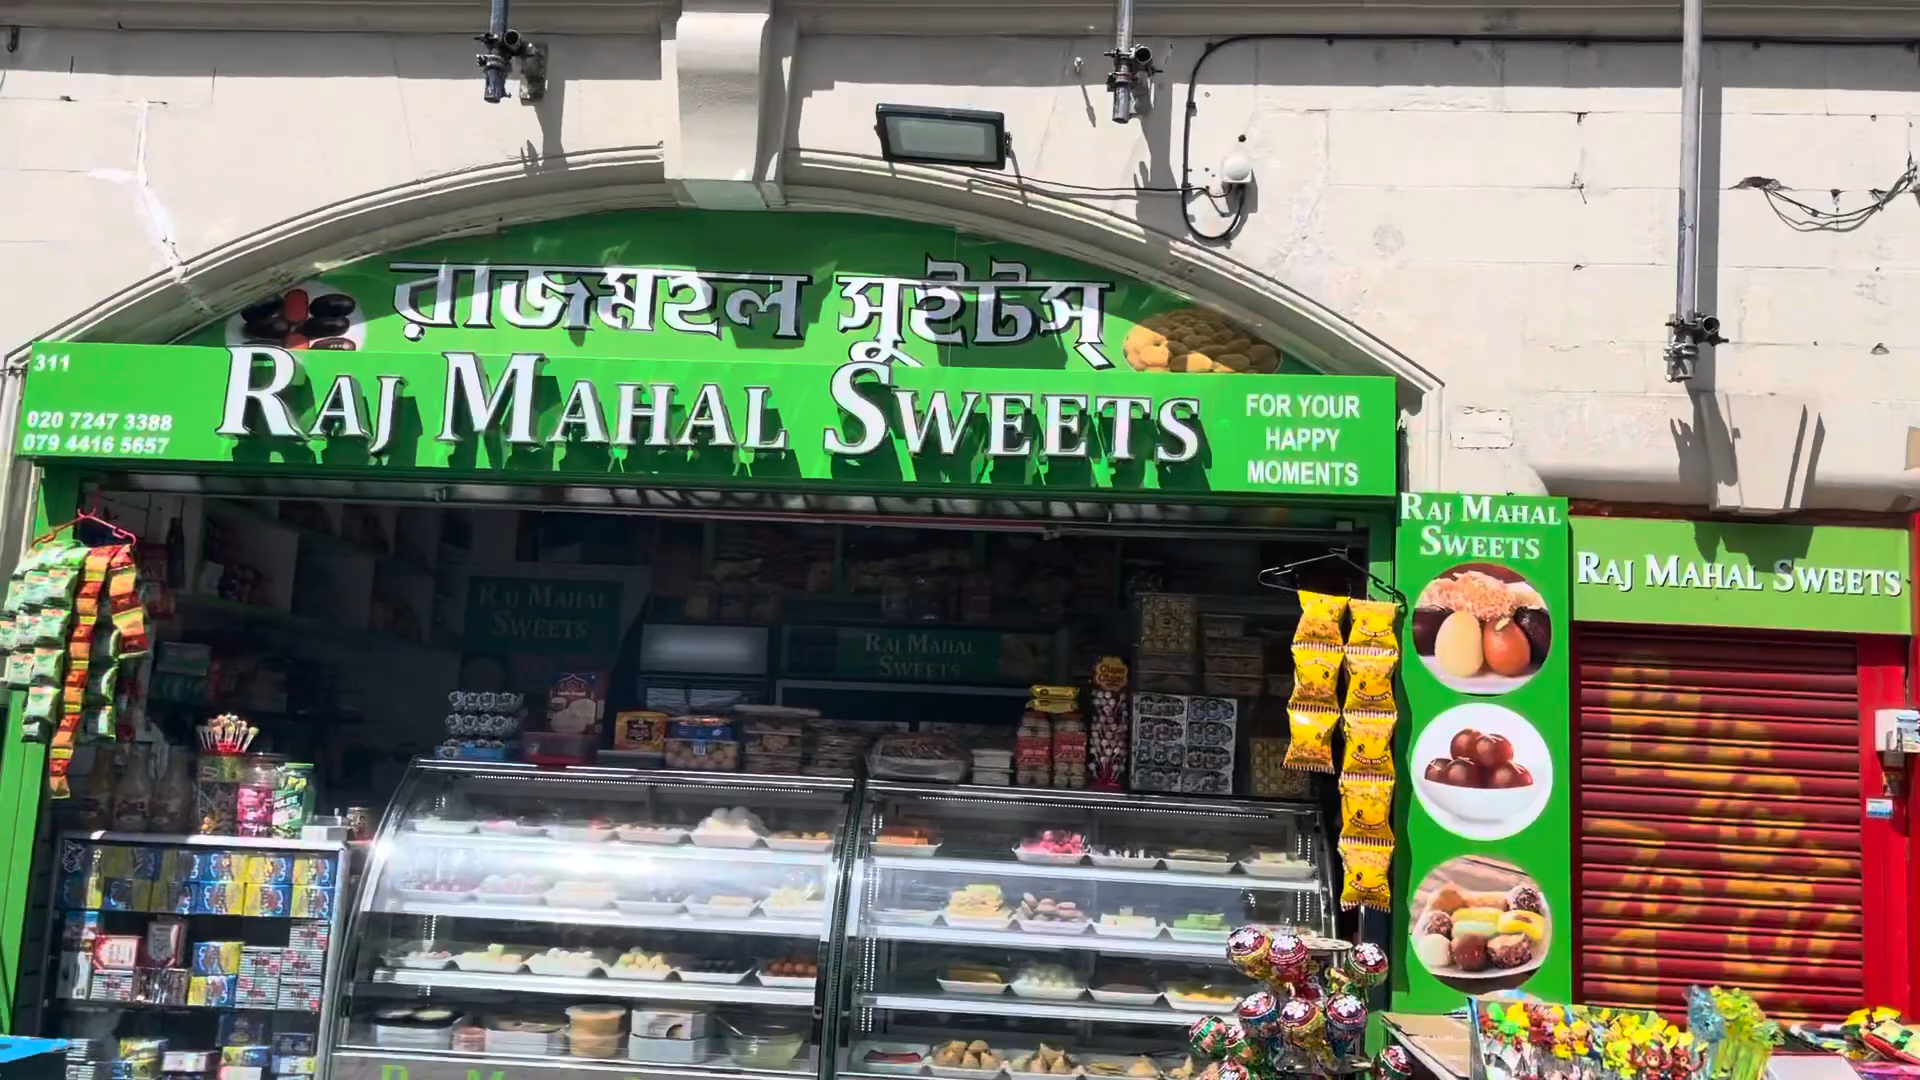 রাজমহল সুইটস্
311
RAJ MAHAL SWEETS
020 7247 3388
079 4416 5657
FOR YOUR
HAPPY
MOMENTS
RAJ MAHAL
SWEETS
RAJ MAHAL SWEETS
RAJ MAHAL
SWEETS
RAJ MAHAL
SWEETS